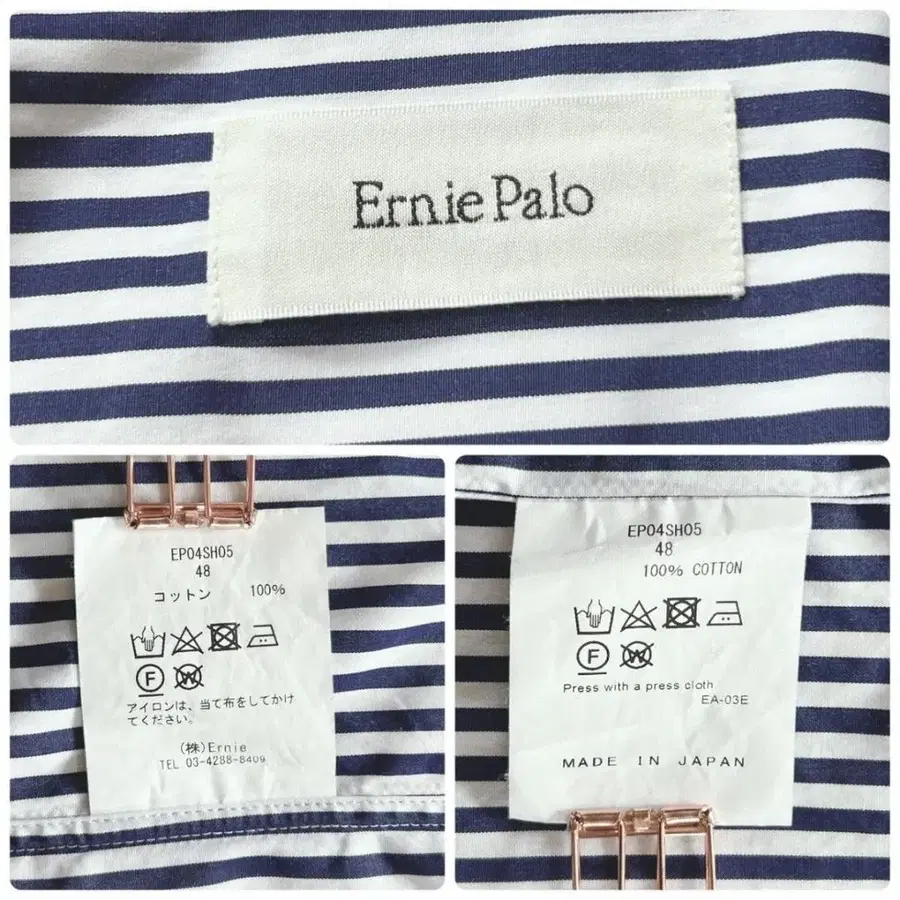 Ernie Palo
EP04SH05
48
コットン 100%
F
W
アイロンは、当て布をしてかけ
てください。
(株)Ernie
TEL 03-4288-8409
EP04SH05
48
100% COTTON
F
W
Press with a press cloth
EA-03E
MADE IN JAPAN